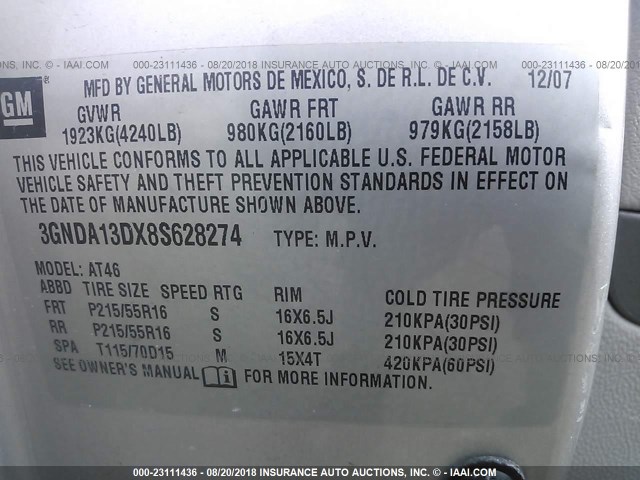 S, INC. - IAAI.COM 000-23111436 - 08/20/2018 INSURANCE AUTO AUCTIONS, INC. - IAAI.COM 000-23111436 -
GM
MFD BY GENERAL MOTORS DE MEXICO, S. DE R.L. DE C.V. 12/07
GVWR GAWR FRT GAWR RR
1923KG(4240LB) 980KG(2160LB) 979KG(2158LB)
THIS VEHICLE CONFORMS TO ALL APPLICABLE U.S. FEDERAL MOTOR
VEHICLE SAFETY AND THEFT PREVENTION STANDARDS IN EFFECT ON
THE DATE OF MANUFACTURE SHOWN ABOVE.
3GNDA13DX8S628274 TYPE: M.P.V.
MODEL: AT46
ABBD TIRE SIZE SPEED RTG RIM COLD TIRE PRESSURE
FRT P215/55R16 S 16X6.5J 210KPA(30PSI)
RR P215/55R16 S 16X6.5J 210KPA(30PSI)
SPA T115/70D15 M 15X4T 420KPA(60PSI)
SEE OWNER'S MANUAL i FOR MORE INFORMATION.
000-23111436 - 08/20/2018 INSURANCE AUTO AUCTIONS, INC. - IAAI.COM